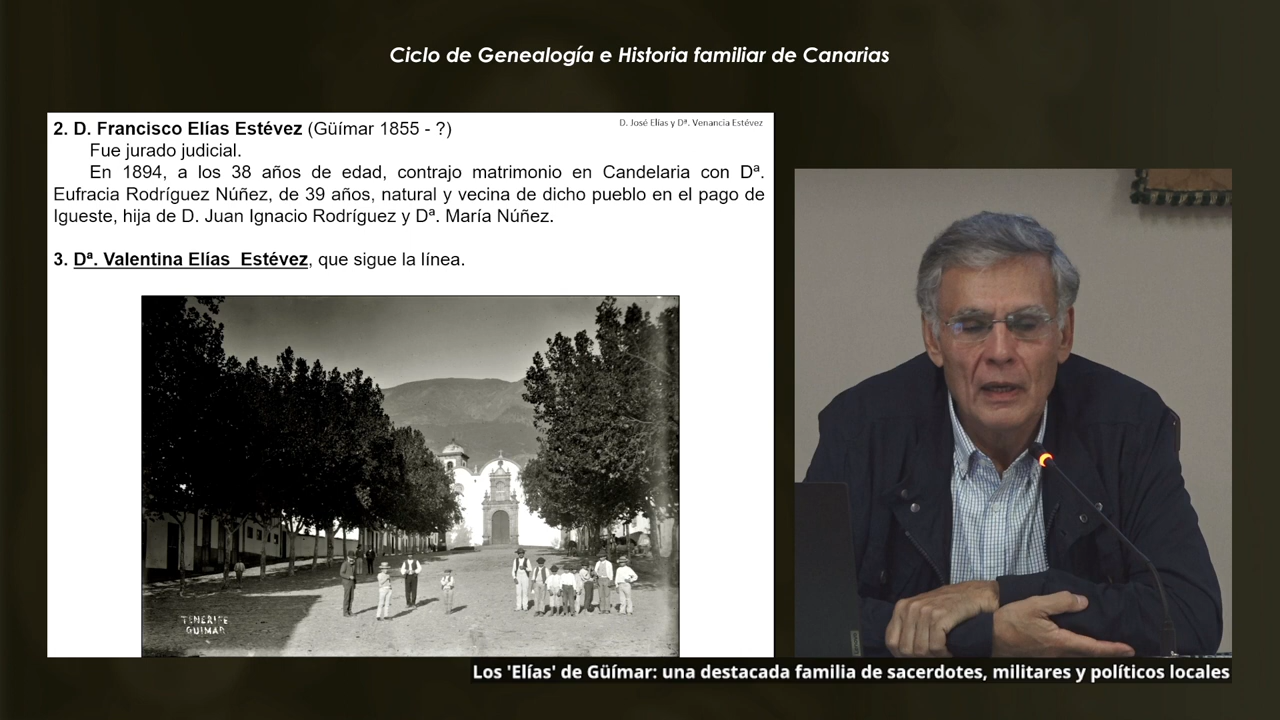 Ciclo de Genealogía e Historia familiar de Canarias
D. José Elías y Dª. Venancia Estévez
2. D. Francisco Elías Estévez (Güímar 1855 - ?)
Fue jurado judicial.
En 1894, a los 38 años de edad, contrajo matrimonio en Candelaria con Dª.
Eufracia Rodríguez Núñez, de 39 años, natural y vecina de dicho pueblo en el pago de
Igueste, hija de D. Juan Ignacio Rodríguez y Dª. María Núñez.
3. Dª. Valentina Elías  Estévez, que sigue la línea.
TENERIFE
GUIMAR
Los 'Elías' de Güímar: una destacada familia de sacerdotes, militares y políticos locales